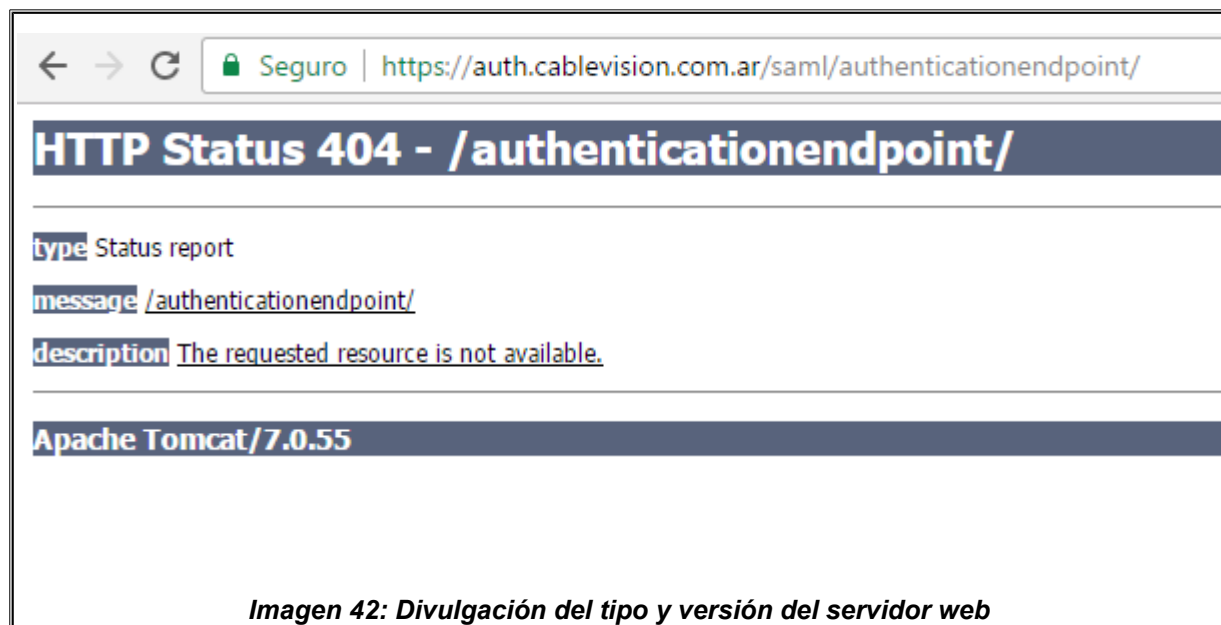 Seguro | https://auth.cablevision.com.ar/saml/authenticationendpoint/
HTTP Status 404 - /authenticationendpoint/
type Status report
message /authenticationendpoint/
description The requested resource is not available.
Apache Tomcat/7.0.55
Imagen 42: Divulgación del tipo y versión del servidor web